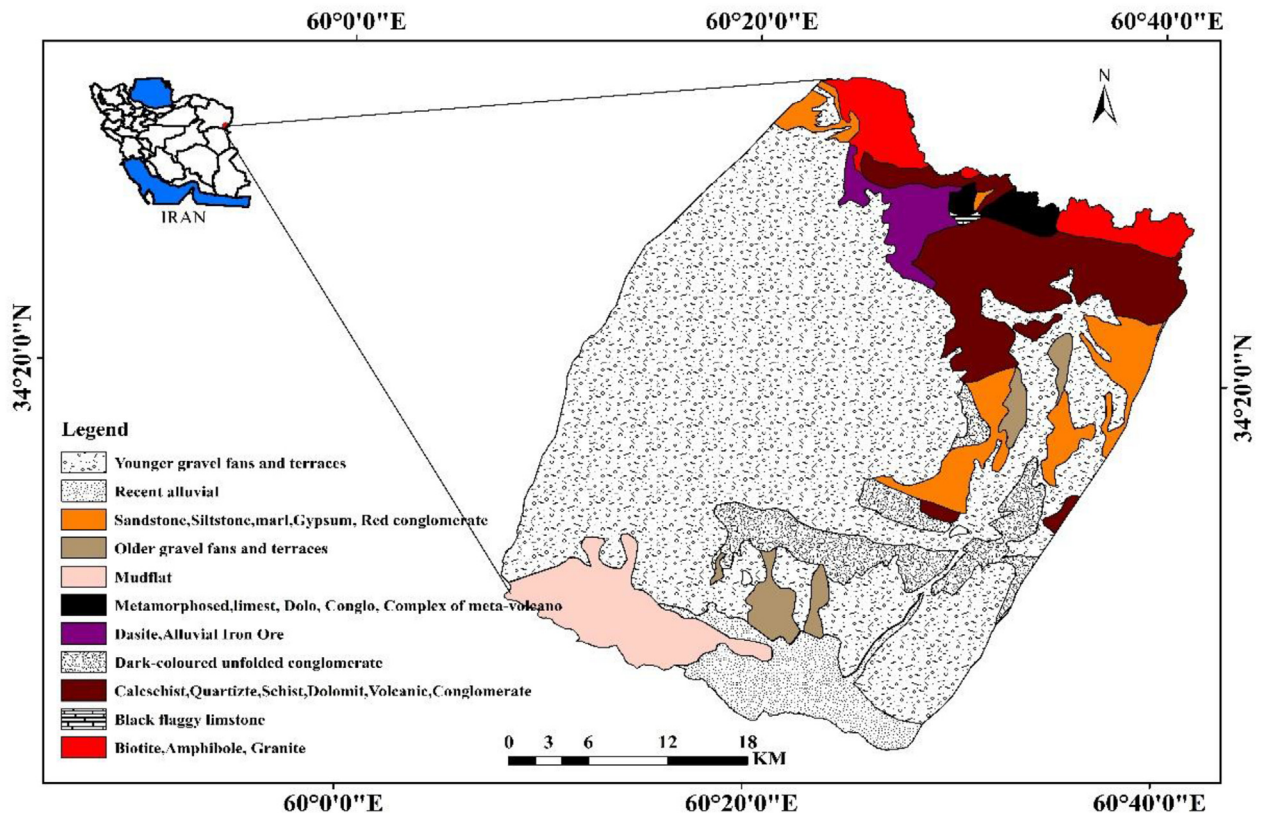 60°0'0"E 60°20'0"E 60°40'0"E
N
IRAN
34°20'0"N
34°20'0"N
Legend
Younger gravel fans and terraces
Recent alluvial
Sandstone,Siltstone,marl,Gypsum, Red conglomerate
Older gravel fans and terraces
Mudflat
Metamorphosed,limest, Dolo, Conglo, Complex of meta-volcano
Dasite,Alluvial Iron Ore
Dark-coloured unfolded conglomerate
Calcschist,Quartizte,Schist,Dolomit,Volcanic,Conglomerate
Black flaggy limstone
Biotite,Amphibole, Granite
0 3 6 12 18
KM
60°0'0"E 60°20'0"E 60°40'0"E